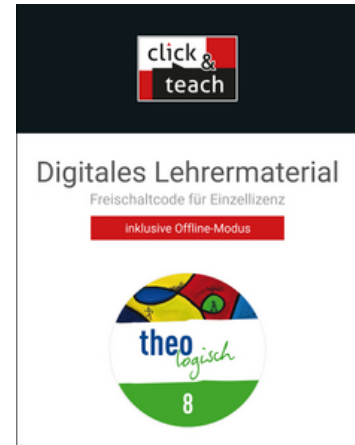 click &
teach
Digitales Lehrermaterial
Freischaltcode für Einzellizenz
inklusive Offline-Modus
theo
logisch
8